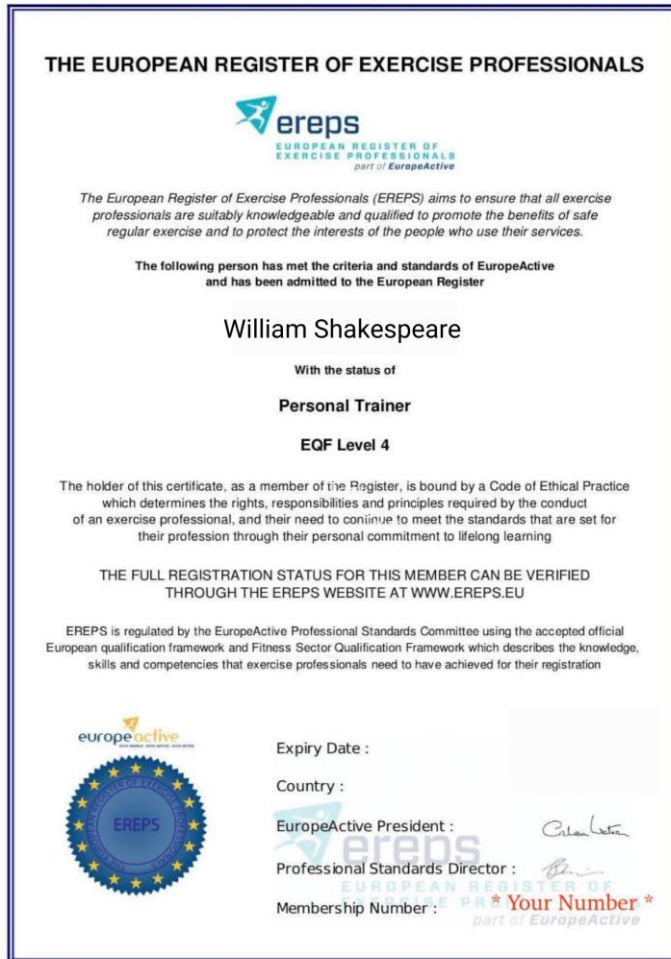 THE EUROPEAN REGISTER OF EXERCISE PROFESSIONALS
ereps
EUROPEAN REGISTER OF
EXERCISE PROFESSIONALS
part of EuropeActive
The European Register of Exercise Professionals (EREPS) aims to ensure that all exercise
professionals are suitably knowledgeable and qualified to promote the benefits of safe
regular exercise and to protect the interests of the people who use their services.
The following person has met the criteria and standards of EuropeActive
and has been admitted to the European Register
William Shakespeare
With the status of
Personal Trainer
EQF Level 4
The holder of this certificate, as a member of the Register, is bound by a Code of Ethical Practice
which determines the rights, responsibilities and principles required by the conduct
of an exercise professional, and their need to continue to meet the standards that are set for
their profession through their personal commitment to lifelong learning
THE FULL REGISTRATION STATUS FOR THIS MEMBER CAN BE VERIFIED
THROUGH THE EREPS WEBSITE AT WWW.EREPS.EU
EREPS is regulated by the EuropeActive Professional Standards Committee using the accepted official
European qualification framework and Fitness Sector Qualification Framework which describes the knowledge,
skills and competencies that exercise professionals need to have achieved for their registration
europe active
EREPS
Expiry Date :
Country :
EuropeActive President :
Professional Standards Director :
Membership Number : * Your Number *
ereps
EUROPEAN REGISTER OF
part of EuropeActive